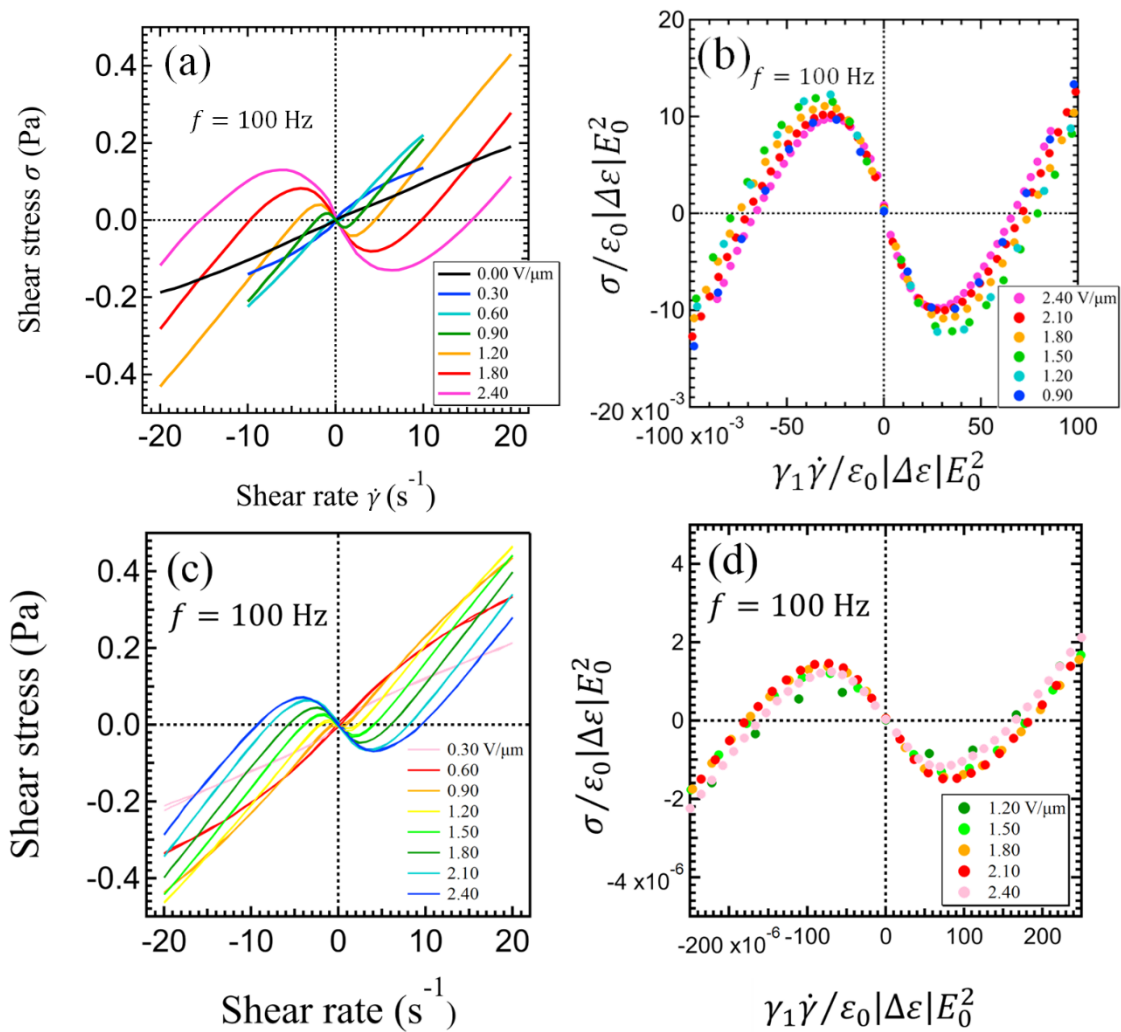 (a)
f = 100 Hz
Shear stress σ (Pa)
0.4
0.2
0.0
-0.2
-0.4
0.00 V/μm
0.30
0.60
0.90
1.20
1.80
2.40
-20
-10
0
10
20
Shear rate γ̇ (s⁻¹)
(b)
f = 100 Hz
σ/ε₀|Δε|E₀²
20
10
0
-10
-20 x10⁻³
2.40 V/μm
2.10
1.80
1.50
1.20
0.90
-100 x10⁻³
-50
0
50
100
γ₁γ̇/ε₀|Δε|E₀²
(c)
f = 100 Hz
Shear stress (Pa)
0.4
0.2
0.0
-0.2
-0.4
0.30 V/μm
0.60
0.90
1.20
1.50
1.80
2.10
2.40
-20
-10
0
10
20
Shear rate (s⁻¹)
(d)
f = 100 Hz
σ/ε₀|Δε|E₀²
4
2
0
-2
-4 x10⁻⁶
1.20 V/μm
1.50
1.80
2.10
2.40
-200 x10⁻⁶
-100
0
100
200
γ₁γ̇/ε₀|Δε|E₀²